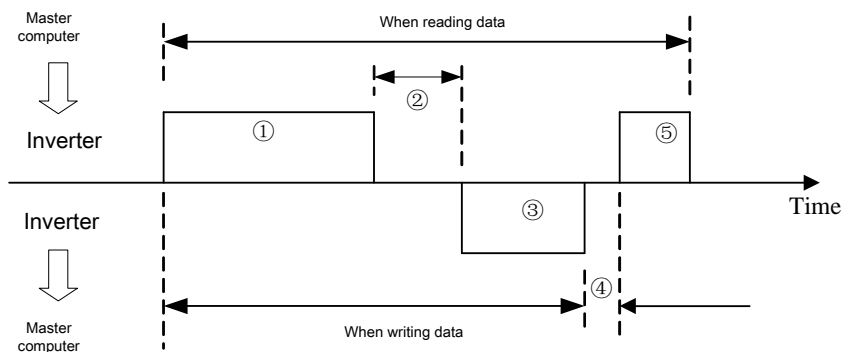 Master
computer
When reading data
②
①
⑤
Inverter
Time
③
Inverter
④
Master
computer
When writing data